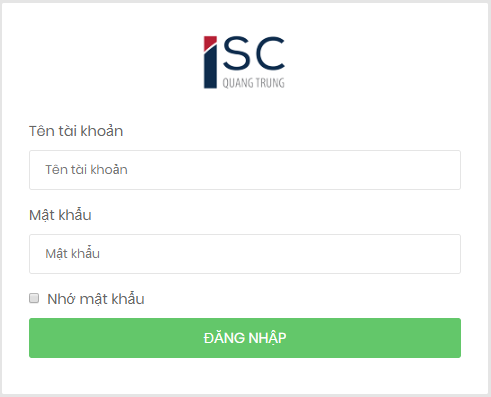 iSC
QUANG TRUNG
Tên tài khoản
Tên tài khoản
Mật khẩu
Mật khẩu
Nhớ mật khẩu
ĐĂNG NHẬP